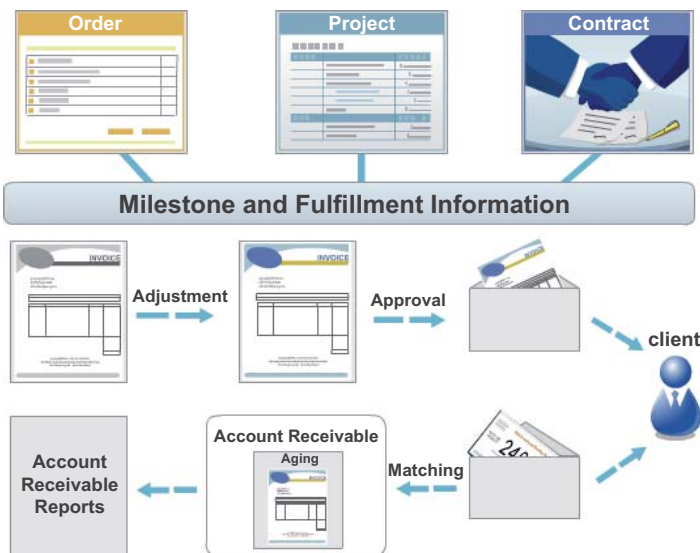 Order
Project
Contract
Milestone and Fulfillment Information
INVOICE
INVOICE
Adjustment
Approval
client
Account
Receivable
Reports
Account Receivable
Aging
INVOICE
Matching